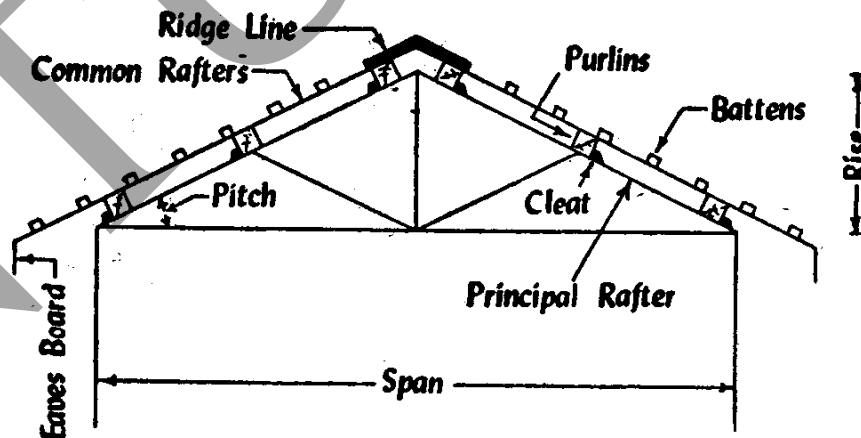 Ridge Line
Common Rafters
Purlins
Battens
Rise
Pitch
Cleat
Principal Rafter
Eaves Board
Span